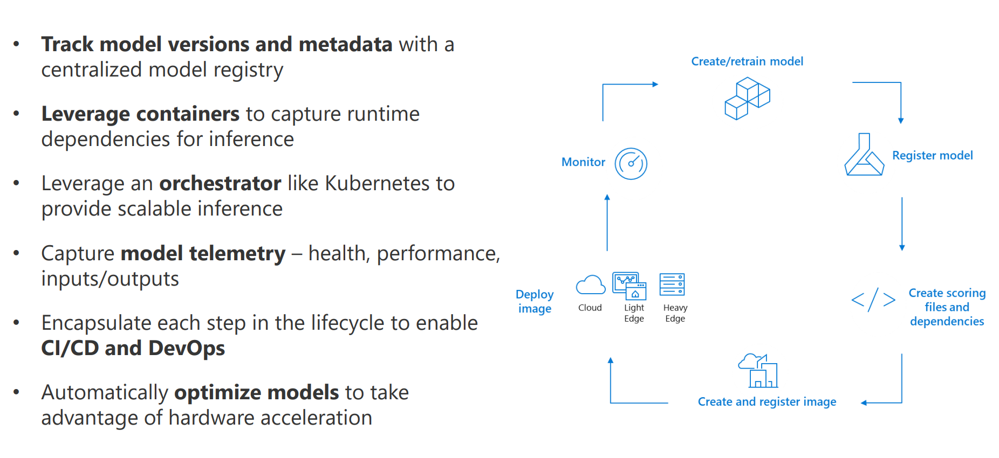 • Track model versions and metadata with a
centralized model registry
• Leverage containers to capture runtime
dependencies for inference
• Leverage an orchestrator like Kubernetes to
provide scalable inference
• Capture model telemetry – health, performance,
inputs/outputs
• Encapsulate each step in the lifecycle to enable
CI/CD and DevOps
• Automatically optimize models to take
advantage of hardware acceleration
Create/retrain model
Register model
Create scoring
files and
dependencies
Create and register image
Deploy
image
Cloud
Light
Edge
Heavy
Edge
Monitor